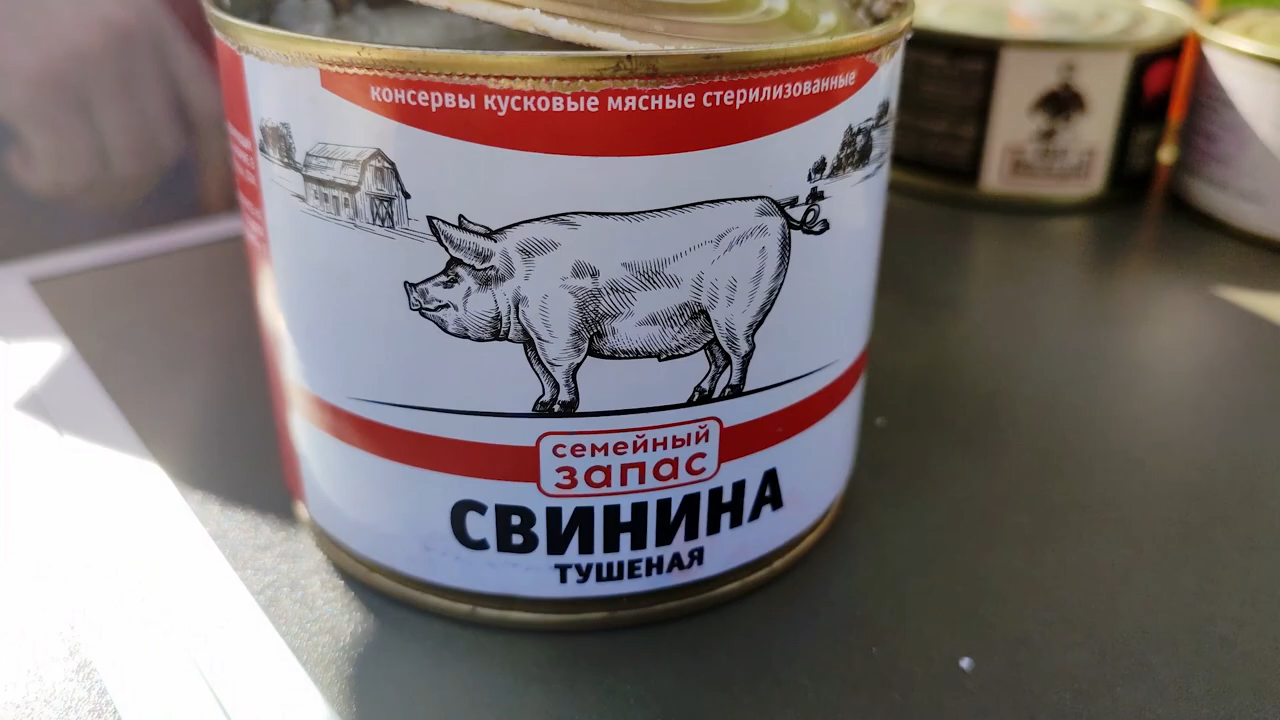 консервы кусковые мясные стерилизованные
семейный
запас
СВИНИНА
ТУШЕНАЯ